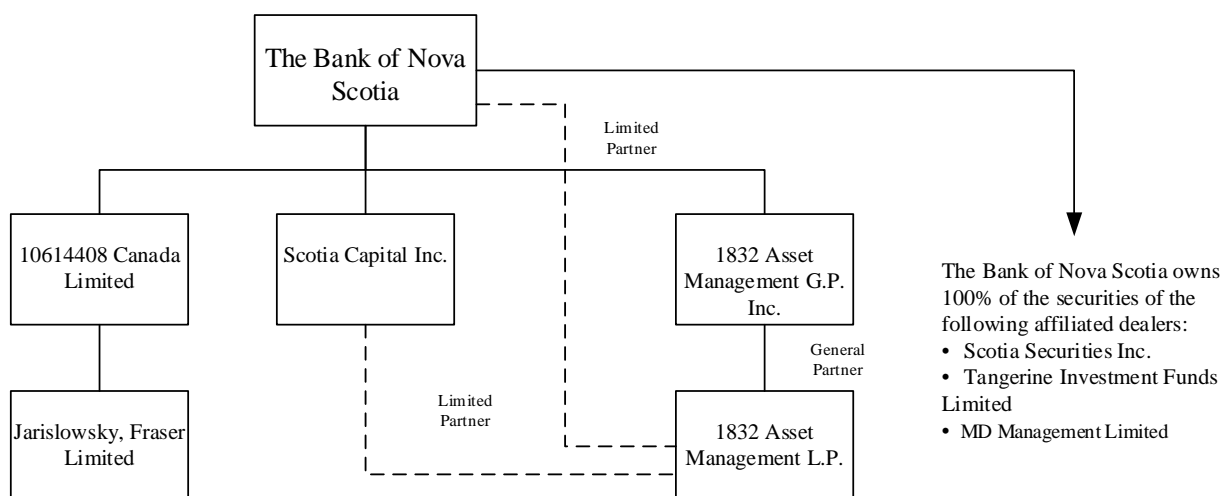 The Bank of Nova
Scotia
Limited
Partner
10614408 Canada
Limited
Scotia Capital Inc.
1832 Asset
Management G.P.
Inc.
The Bank of Nova Scotia owns
100% of the securities of the
following affiliated dealers:
• Scotia Securities Inc.
• Tangerine Investment Funds
Limited
• MD Management Limited
General
Partner
Limited
Partner
Jarislowsky, Fraser
Limited
1832 Asset
Management L.P.